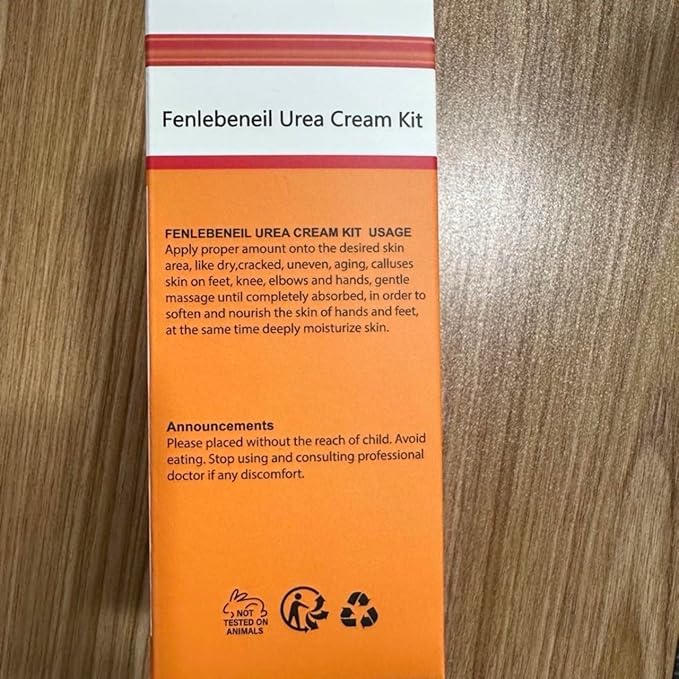 Fenlebeneil Urea Cream Kit
FENLEBENEIL UREA CREAM KIT USAGE
Apply proper amount onto the desired skin
area, like dry,cracked, uneven, aging, calluses
skin on feet, knee, elbows and hands, gentle
massage until completely absorbed, in order to
soften and nourish the skin of hands and feet,
at the same time deeply moisturize skin.
Announcements
Please placed without the reach of child. Avoid
eating. Stop using and consulting professional
doctor if any discomfort.
NOT
TESTED ON
ANIMALS